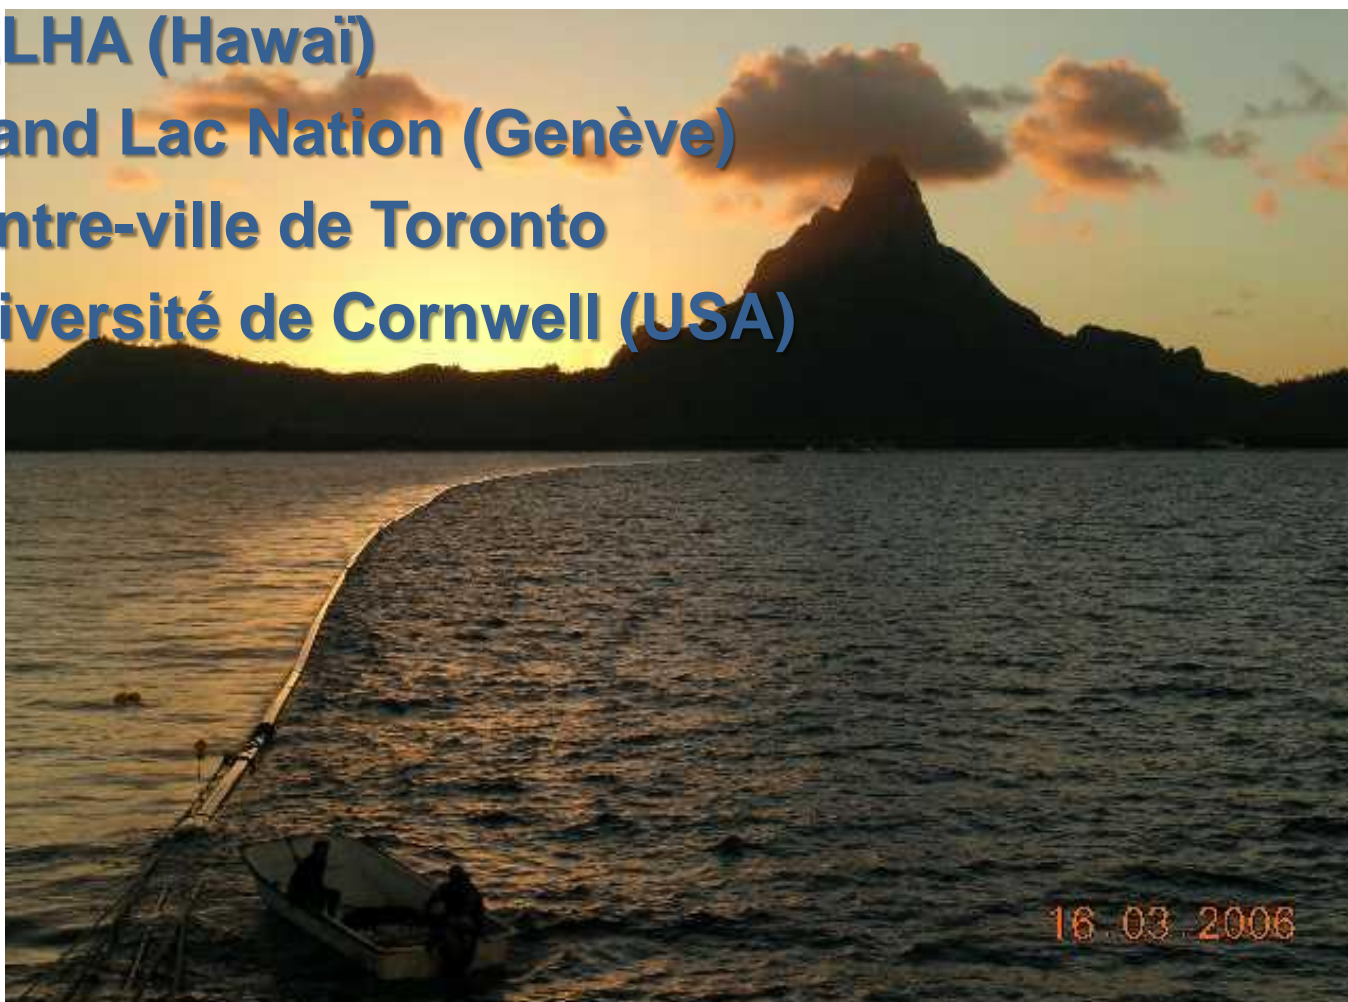 LHA (Hawaï)
and Lac Nation (Genève)
ntre-ville de Toronto
iversité de Cornwell (USA)
16.03.2006